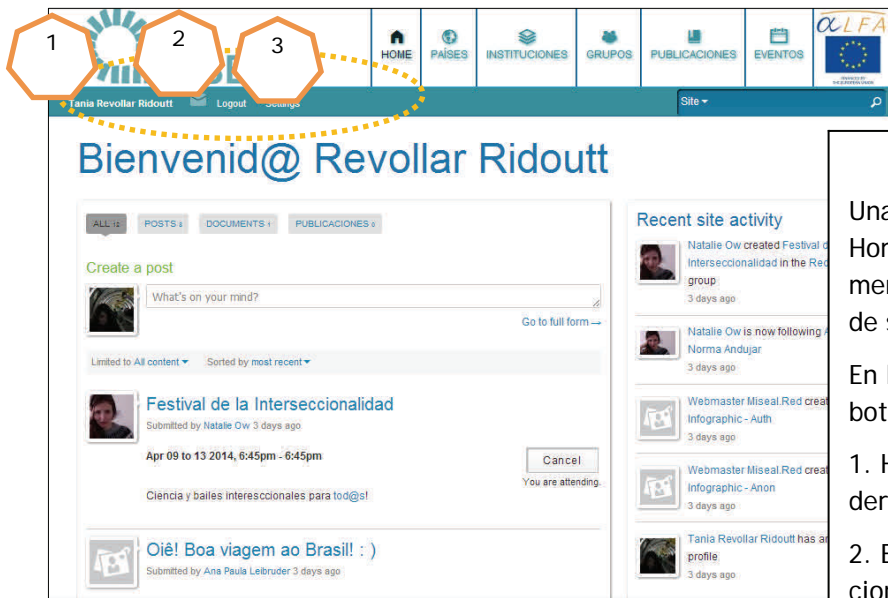 1
2
3
HOME
PAÍSES
INSTITUCIONES
GRUPOS
PUBLICACIONES
EVENTOS
αLFA
Tania Revollar Ridoutt
Logout
Settings
Site
Bienvenid@ Revollar Ridoutt
ALL
POSTS
DOCUMENTS
PUBLICACIONES
Create a post
What's on your mind?
Go to full form →
Limited to All content
Sorted by most recent
Festival de la Interseccionalidad
Submitted by Natalie Ow 3 days ago
Apr 09 to 13 2014, 6:45pm - 6:45pm
Cancel
You are attending.
Ciencia y bailes interesccionales para tod@s!
Oiê! Boa viagem ao Brasil! : )
Submitted by Ana Paula Leibruder 3 days ago
Recent site activity
Natalie Ow created Festival d
Interseccionalidad in the Red
group
3 days ago
Natalie Ow is now following
Norma Andujar
3 days ago
Webmaster Miseal.Red creat
Infographic - Auth
3 days ago
Webmaster Miseal.Red creat
Infographic - Anon
3 days ago
Tania Revollar Ridoutt has
profile
3 days ago
Una
de
En
bot
1.
der
2.
cion